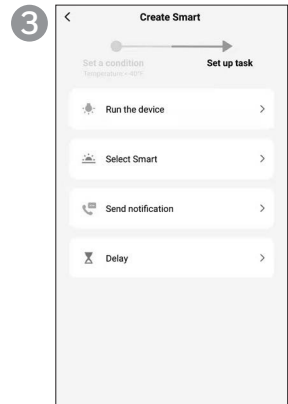 3
Create Smart
Set a condition
Set up task
Temperature > 40°F
Run the device
Select Smart
Send notification
Delay